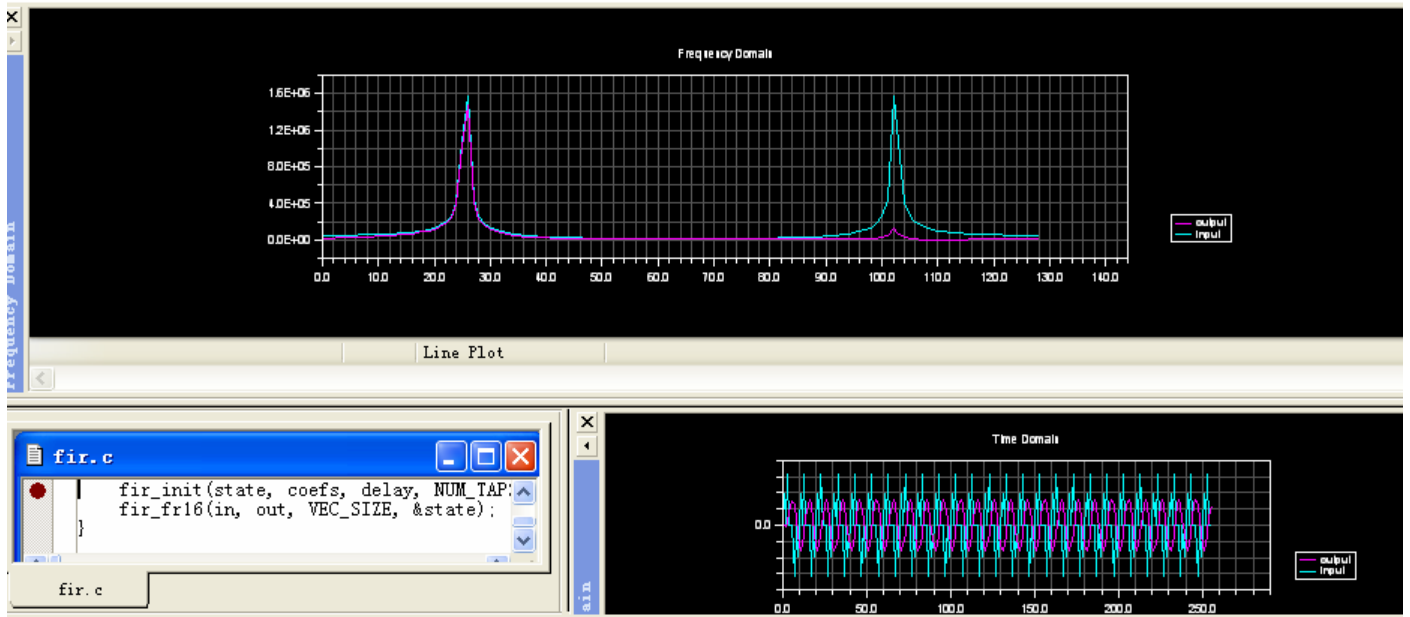 Frequency Domain
1.6E+06
1.2E+06
8.0E+05
4.0E+05
0.0E+00
0.0 10.0 20.0 30.0 40.0 50.0 60.0 70.0 80.0 90.0 100.0 110.0 120.0 130.0 140.0
output
input
Frequency Domain
Line Plot
fir.c
fir_init(state, coefs, delay, NUM_TAP
fir_fr16(in, out, VEC_SIZE, &state);
}
fir.c
Time Domain
0.0
0.0 50.0 100.0 150.0 200.0 250.0
output
input
ain